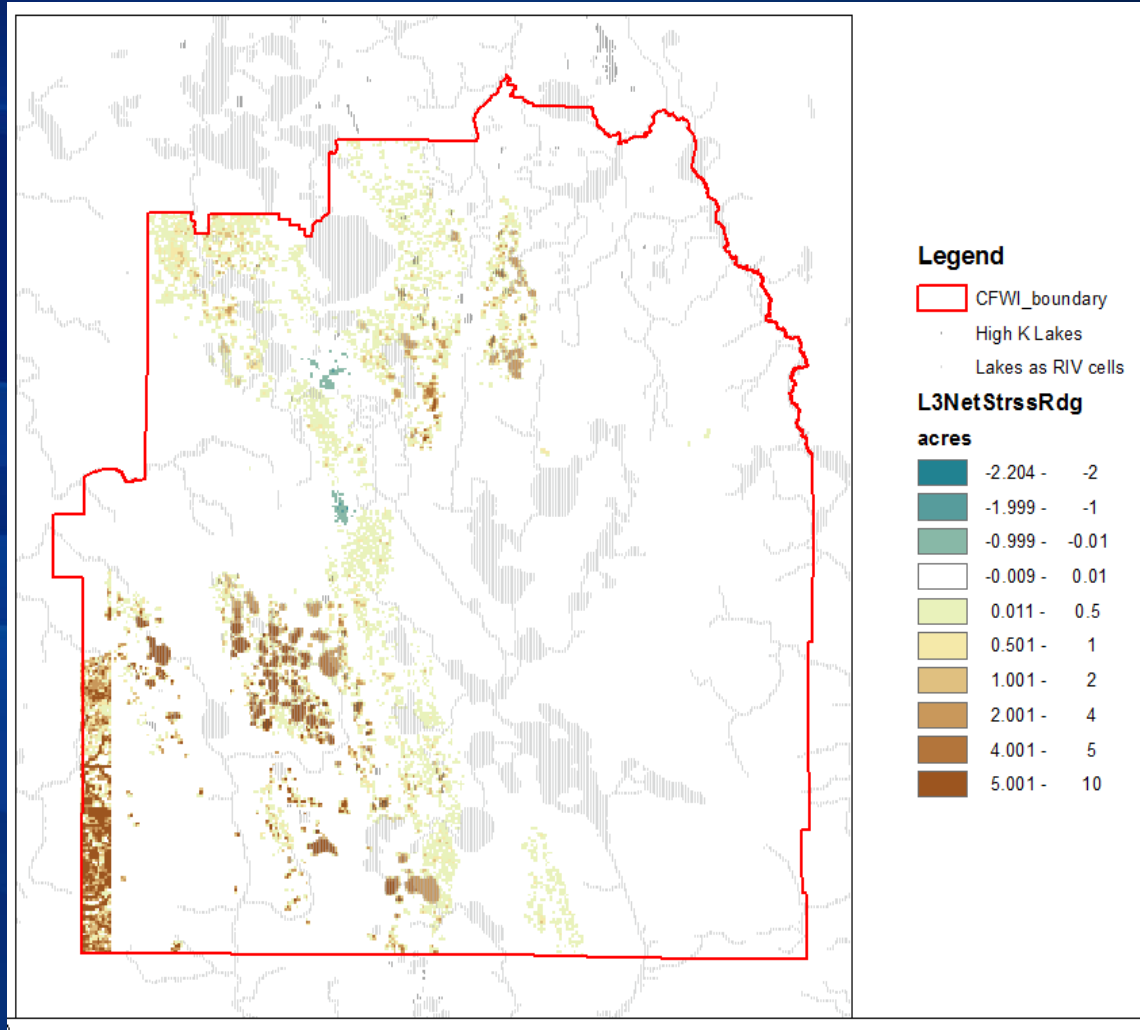 Legend
CFWI_boundary
High K Lakes
Lakes as RIV cells
L3NetStrssRdg
acres
-2.204 - -2
-1.999 - -1
-0.999 - -0.01
-0.009 - 0.01
0.011 - 0.5
0.501 - 1
1.001 - 2
2.001 - 4
4.001 - 5
5.001 - 10